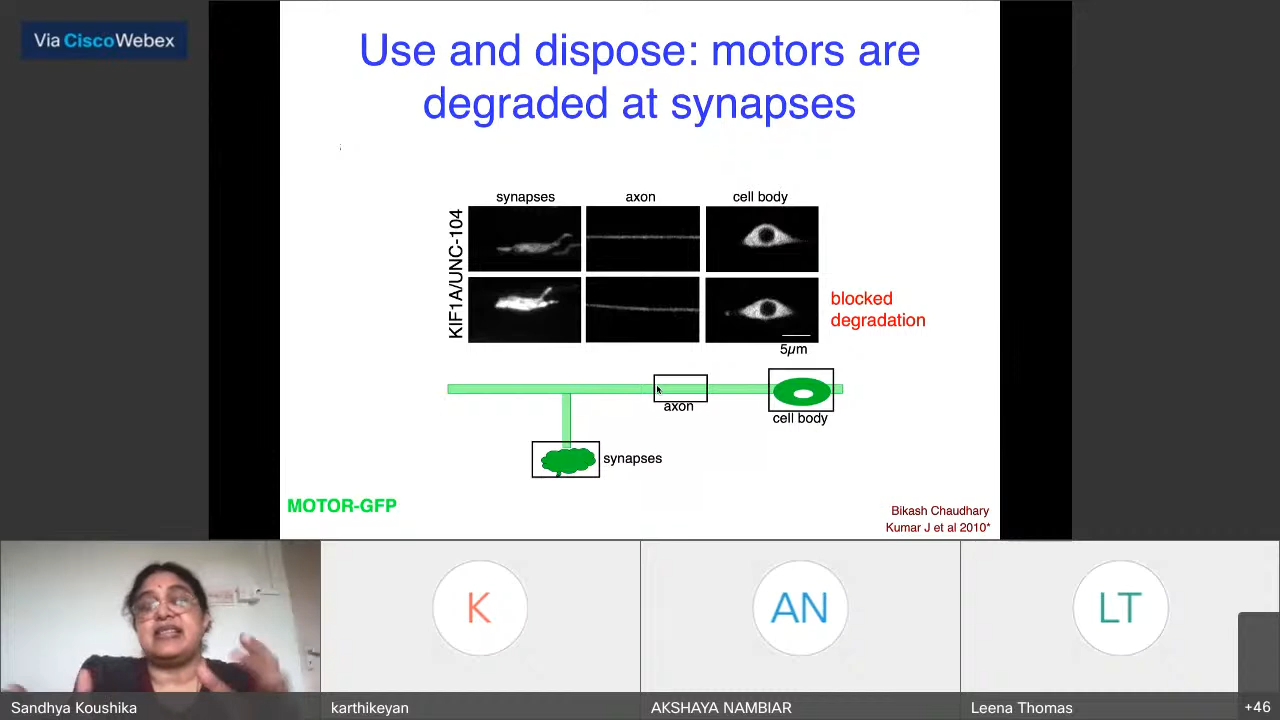 Via Cisco Webex
Use and dispose: motors are
degraded at synapses
synapses
axon
cell body
KIF1A/UNC-104
blocked
degradation
5µm
axon
cell body
synapses
MOTOR-GFP
Bikash Chaudhary
Kumar J et al 2010*
K
AN
LT
Sandhya Koushika
karthikeyan
AKSHAYA NAMBIAR
Leena Thomas
+46